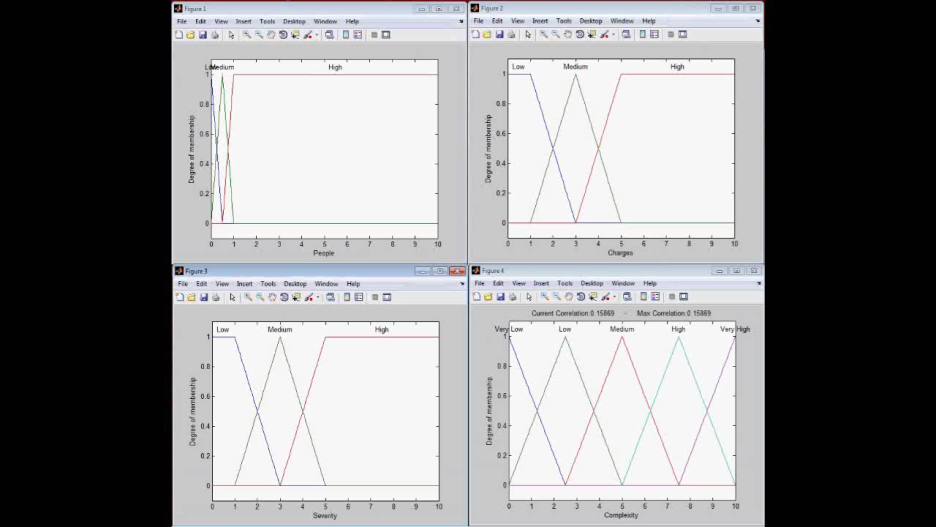 Figure 1
File Edit View Insert Tools Desktop Window Help
Medium High
1
0.8
0.6
0.4
0.2
0
Degree of membership
0 1 2 3 4 5 6 7 8 9 10
People
Figure 2
File Edit View Insert Tools Desktop Window Help
Low Medium High
1
0.8
0.6
0.4
0.2
0
Degree of membership
0 1 2 3 4 5 6 7 8 9 10
Charges
Figure 3
File Edit View Insert Tools Desktop Window Help
Low Medium High
1
0.8
0.6
0.4
0.2
0
Degree of membership
0 1 2 3 4 5 6 7 8 9 10
Severity
Figure 4
File Edit View Insert Tools Desktop Window Help
Current Correlation:0.15869 - Max Correlation:0.15869
Very Low Low Medium High Very High
1
0.8
0.6
0.4
0.2
0
Degree of membership
0 1 2 3 4 5 6 7 8 9 10
Complexity